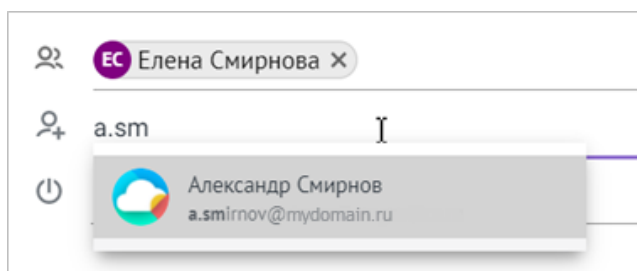 ЕС Елена Смирнова
a.sm
Александр Смирнов
a.smirnov@mydomain.ru